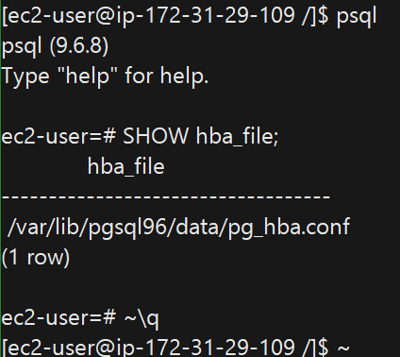 [ec2-user@ip-172-31-29-109 /]$ psql
psql (9.6.8)
Type "help" for help.
ec2-user=# SHOW hba_file;
hba_file
-----------------------------------
/var/lib/pgsql96/data/pg_hba.conf
(1 row)
ec2-user=# ~\q
[ec2-user@ip-172-31-29-109 /]$ ~